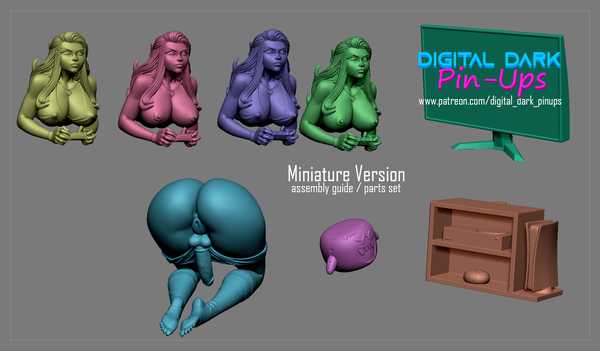 DIGITAL DARK
Pin-Ups
www.patreon.com/digital_dark_pinups
Miniature Version
assembly guide / parts set